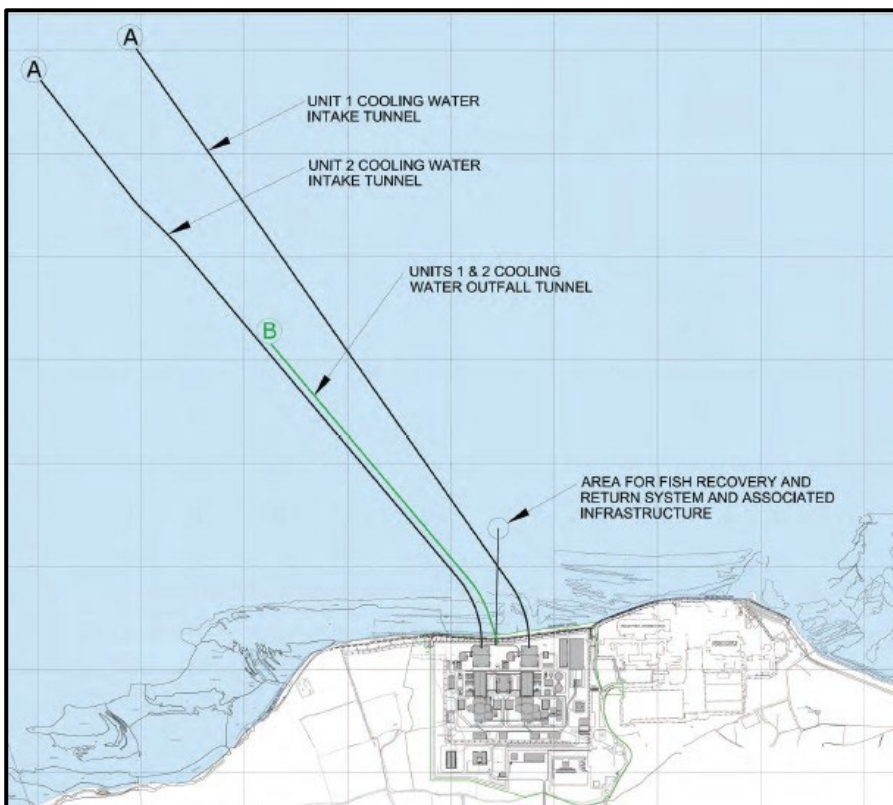 A
A
UNIT 1 COOLING WATER
INTAKE TUNNEL
UNIT 2 COOLING WATER
INTAKE TUNNEL
UNITS 1 & 2 COOLING
WATER OUTFALL TUNNEL
B
AREA FOR FISH RECOVERY AND
RETURN SYSTEM AND ASSOCIATED
INFRASTRUCTURE